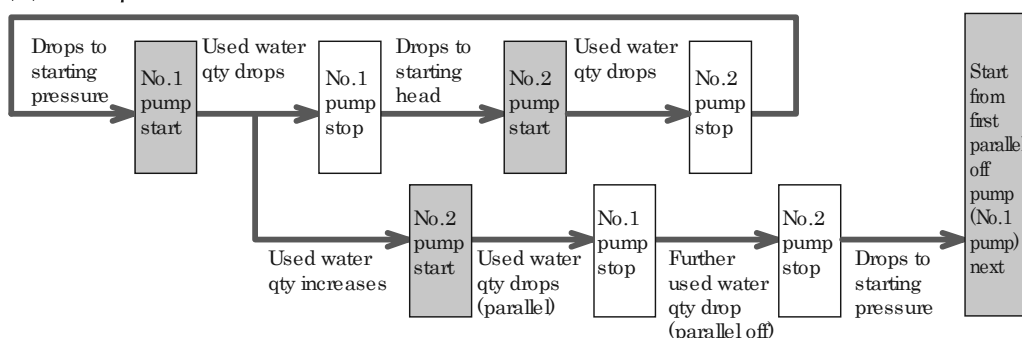 Drops to
starting
pressure
No.1
pump
start
Used water
qty drops
No.1
pump
stop
Drops to
starting
head
No.2
pump
start
Used water
qty drops
No.2
pump
stop
Start
from
first
parallel
off
pump
(No.1
pump)
next
Used water
qty increases
No.2
pump
start
Used water
qty drops
(parallel)
No.1
pump
stop
Further
used water
qty drop
(parallel off)
No.2
pump
stop
Drops to
starting
pressure